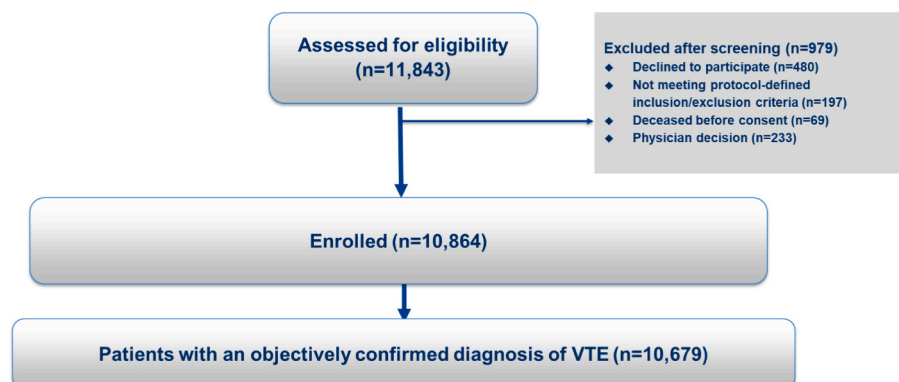 Assessed for eligibility
(n=11,843)
Excluded after screening (n=979)
◆ Declined to participate (n=480)
◆ Not meeting protocol-defined
inclusion/exclusion criteria (n=197)
◆ Deceased before consent (n=69)
◆ Physician decision (n=233)
Enrolled (n=10,864)
Patients with an objectively confirmed diagnosis of VTE (n=10,679)